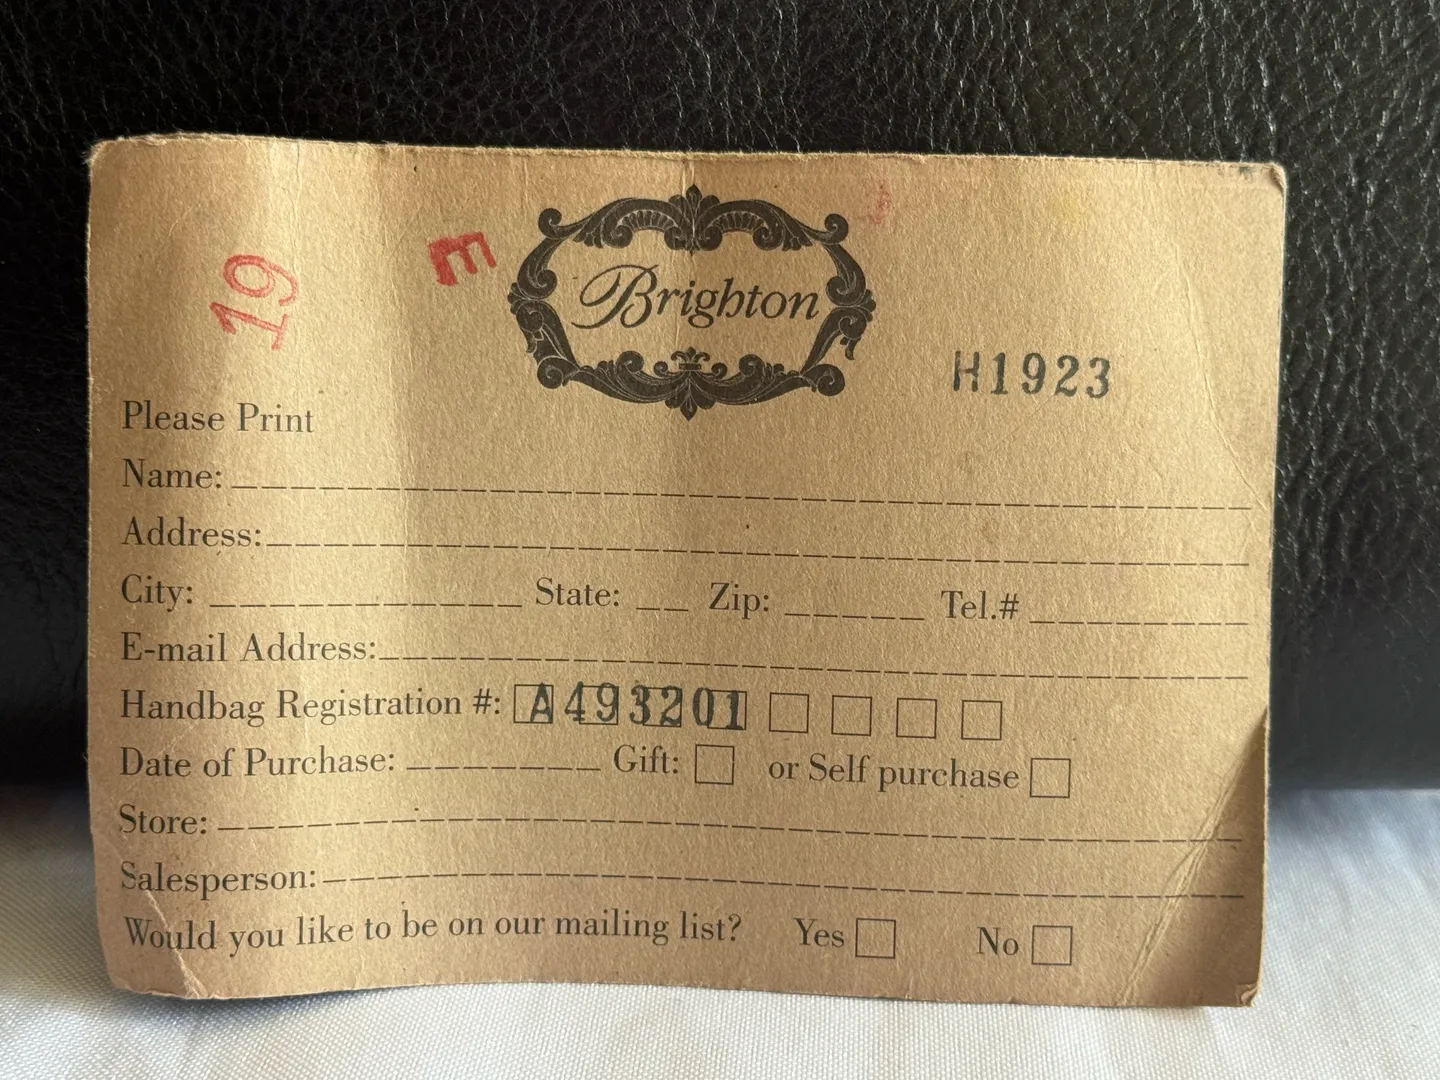 19
E
Brighton
H1923
Please Print
Name:
Address:
City: State: Zip: Tel.#
E-mail Address:
Handbag Registration #: A493201
Date of Purchase: Gift: or Self purchase
Store:
Salesperson:
Would you like to be on our mailing list? Yes No